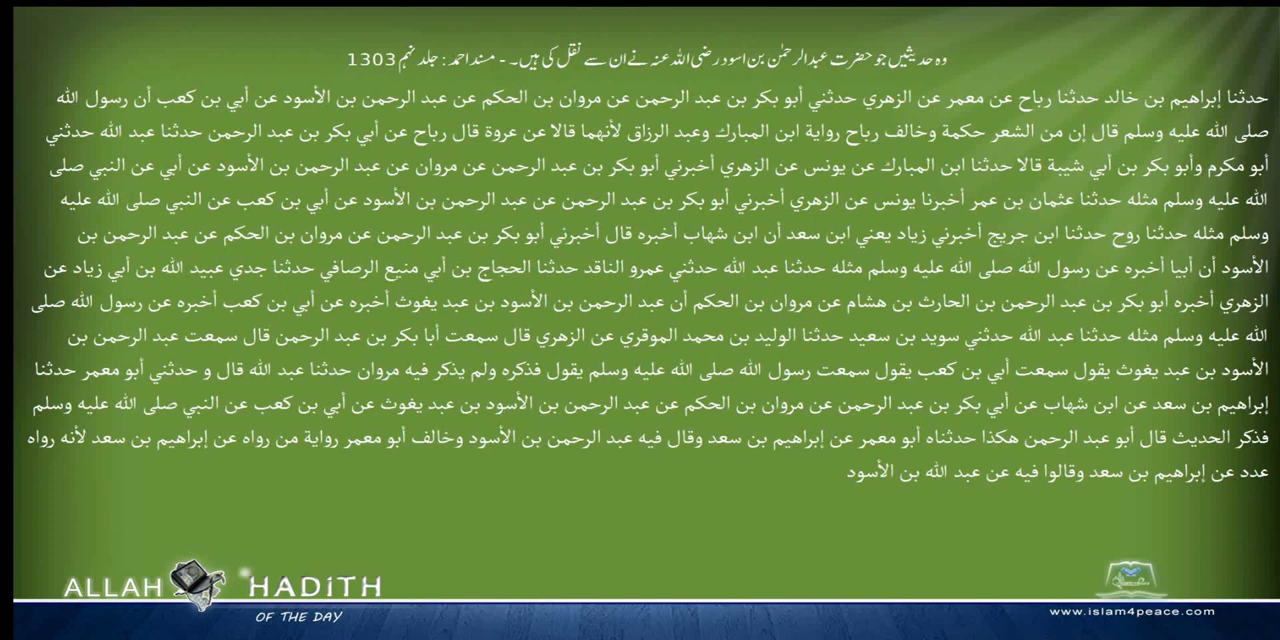 وہ حدیثیں جو حضرت عبدالرحمٰن بن اسود رضی اللہ عنہ نے ان سے نقل کی ہیں۔ - مسند احمد: جلد نہم 1303
حدثنا إبراهيم بن خالد حدثنا رباح عن معمر عن الزهري حدثني أبو بكر بن عبد الرحمن عن مروان بن الحكم عن عبد الرحمن بن الأسود عن أبي بن كعب أن رسول الله
صلى الله عليه وسلم قال إن من الشعر حكمة وخالف رباح رواية ابن المبارك وعبد الرزاق لأنهما قالا عن عروة قال رباح عن أبي بكر بن عبد الرحمن حدثنا عبد الله حدثني
أبو مكرم وأبو بكر بن أبي شيبة قالا حدثنا ابن المبارك عن يونس عن الزهري أخبرني أبو بكر بن عبد الرحمن عن مروان عن عبد الرحمن بن الأسود عن أبي عن النبي صلى
الله عليه وسلم مثله حدثنا عثمان بن عمر أخبرنا يونس عن الزهري أخبرني أبو بكر بن عبد الرحمن عن عبد الرحمن بن الأسود عن أبي بن كعب عن النبي صلى الله عليه
وسلم مثله حدثنا روح حدثنا ابن جريج أخبرني زياد يعني ابن سعد أن ابن شهاب أخبره قال أخبرني أبو بكر بن عبد الرحمن عن مروان بن الحكم عن عبد الرحمن بن
الأسود أن أبيا أخبره عن رسول الله صلى الله عليه وسلم مثله حدثنا عبد الله حدثني عمرو الناقد حدثنا الحجاج بن أبي منيع الرصافي حدثنا جدي عبيد الله بن أبي زياد عن
الزهري أخبره أبو بكر بن عبد الرحمن بن الحارث بن هشام عن مروان بن الحكم أن عبد الرحمن بن الأسود بن عبد يغوث أخبره عن أبي بن كعب أخبره عن رسول الله صلى
الله عليه وسلم مثله حدثنا عبد الله حدثني سويد بن سعيد حدثنا الوليد بن محمد الموقري عن الزهري قال سمعت أبا بكر بن عبد الرحمن قال سمعت عبد الرحمن بن
الأسود بن عبد يغوث يقول سمعت أبي بن كعب يقول سمعت رسول الله صلى الله عليه وسلم يقول فذكره ولم يذكر فيه مروان حدثنا عبد الله قال و حدثني أبو معمر حدثنا
إبراهيم بن سعد عن ابن شهاب عن أبي بكر بن عبد الرحمن عن مروان بن الحكم عن عبد الرحمن بن الأسود بن عبد يغوث عن أبي بن كعب عن النبي صلى الله عليه وسلم
فذكر الحديث قال أبو عبد الرحمن هكذا حدثناه أبو معمر عن إبراهيم بن سعد وقال فيه عبد الرحمن بن الأسود وخالف أبو معمر رواية من رواه عن إبراهيم بن سعد لأنه رواه
عدد عن إبراهيم بن سعد وقالوا فيه عن عبد الله بن الأسود
ALLAH HADITH
OF THE DAY
www.islam4peace.com